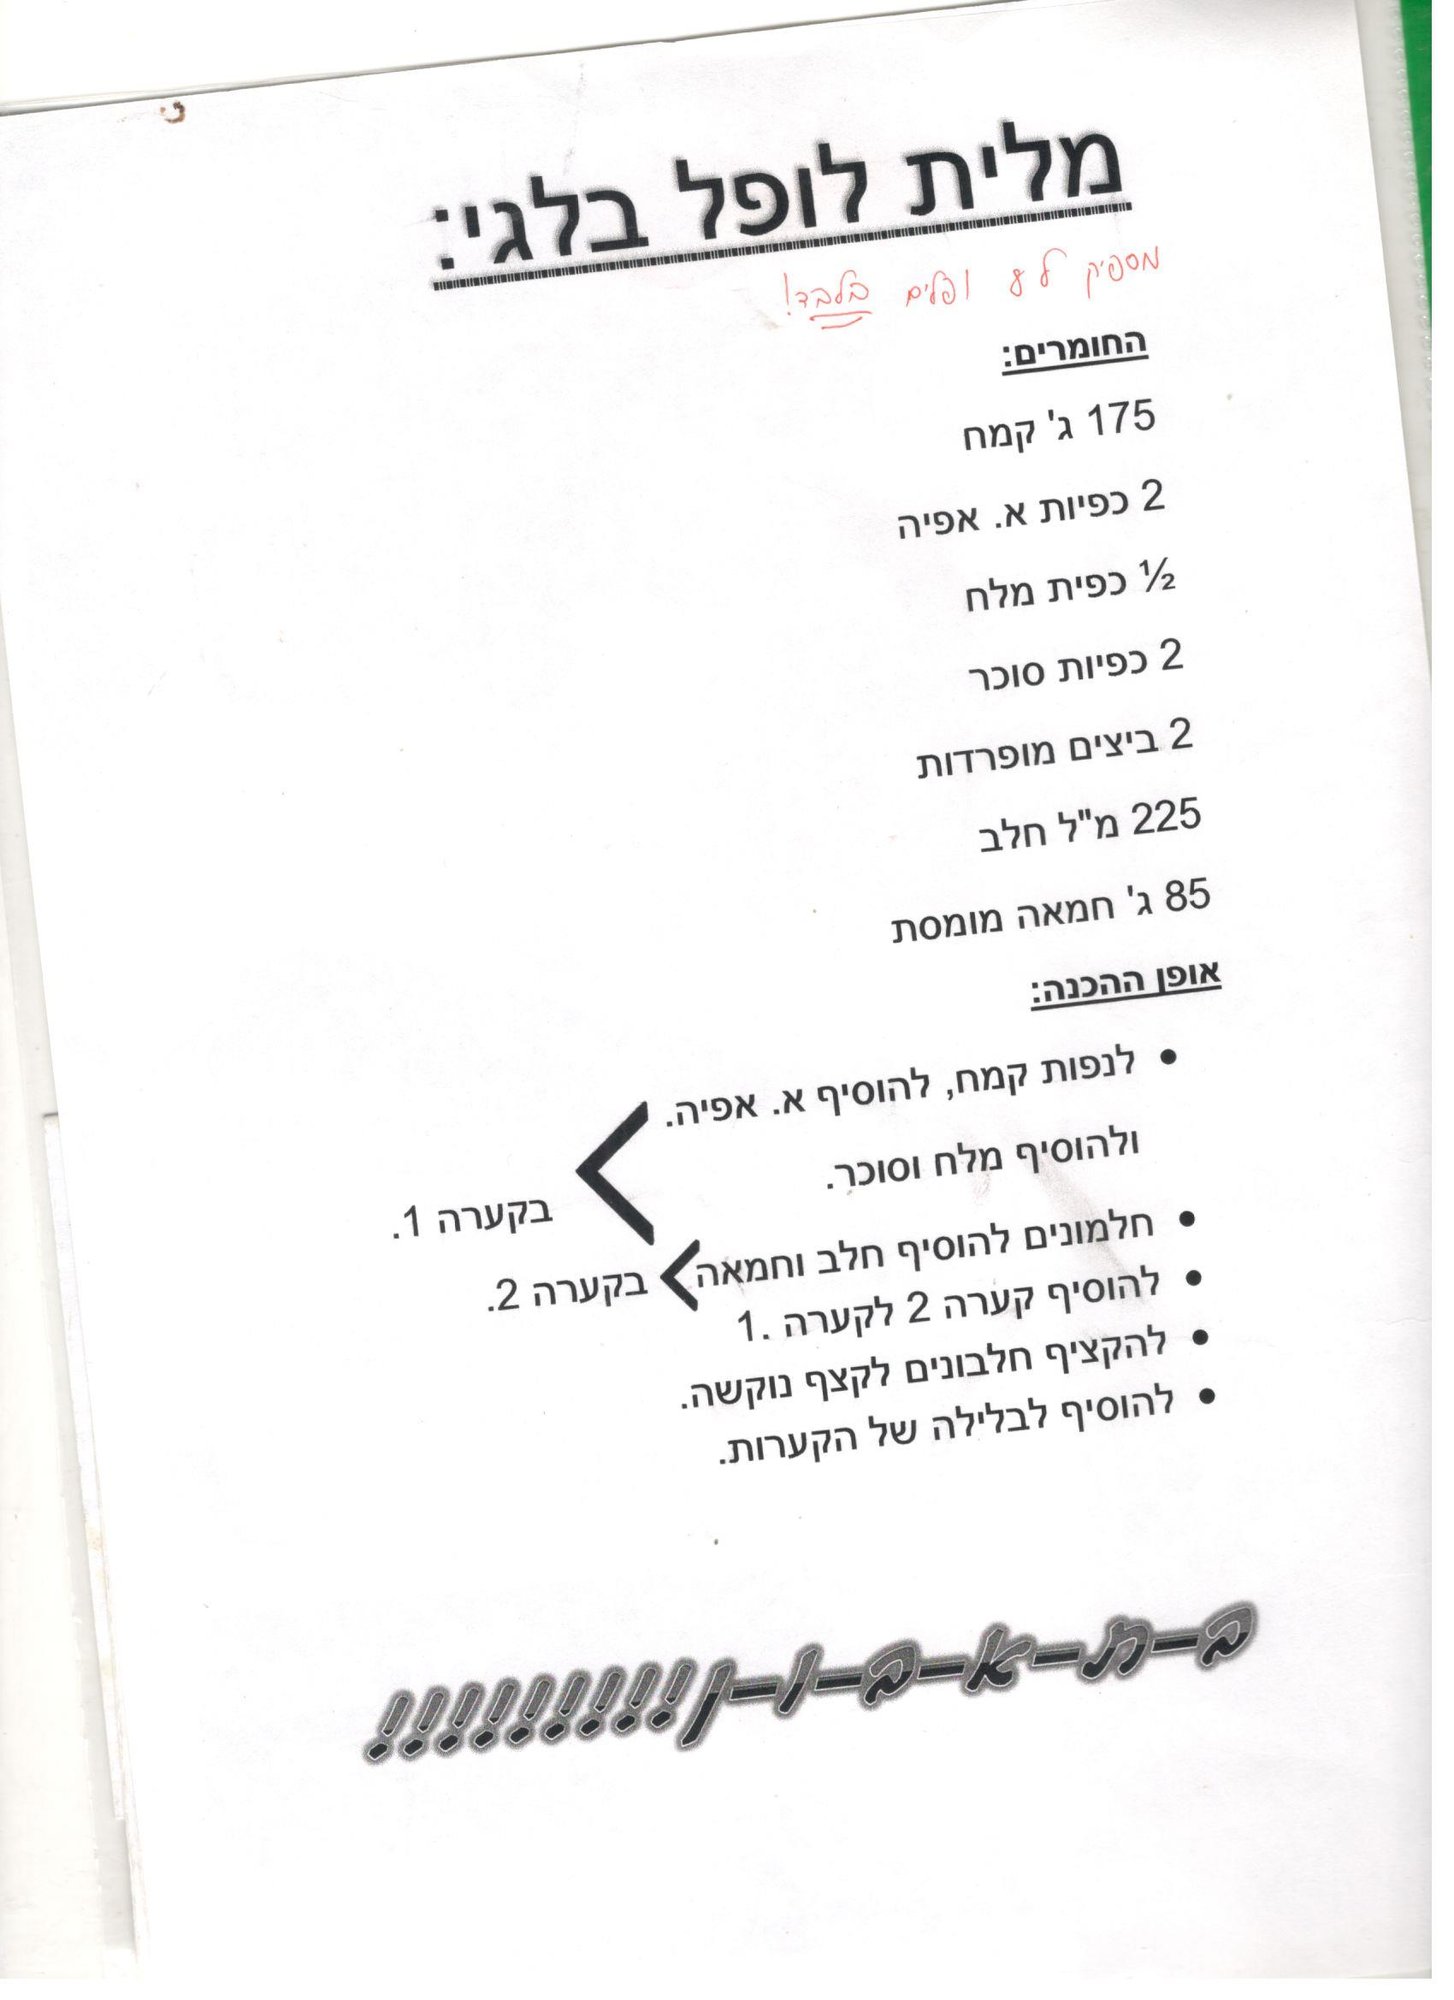 מלית לופל בלגי:
מספיק ל 8 ופלים בלבד!
החומרים:
175 ג' קמח
2 כפיות א. אפיה
½ כפית מלח
2 כפיות סוכר
2 ביצים מופרדות
225 מ"ל חלב
85 ג' חמאה מומסת
אופן ההכנה:
• לנפות קמח, להוסיף א. אפיה.
ולהוסיף מלח וסוכר.
בקערה 1.
• חלמונים להוסיף חלב וחמאה בקערה 2.
• להוסיף קערה 2 לקערה 1.
• להקציף חלבונים לקצף נוקשה.
• להוסיף לבלילה של הקערות.
ב-ת-א-ב-ו-ן!!!!!!!!!